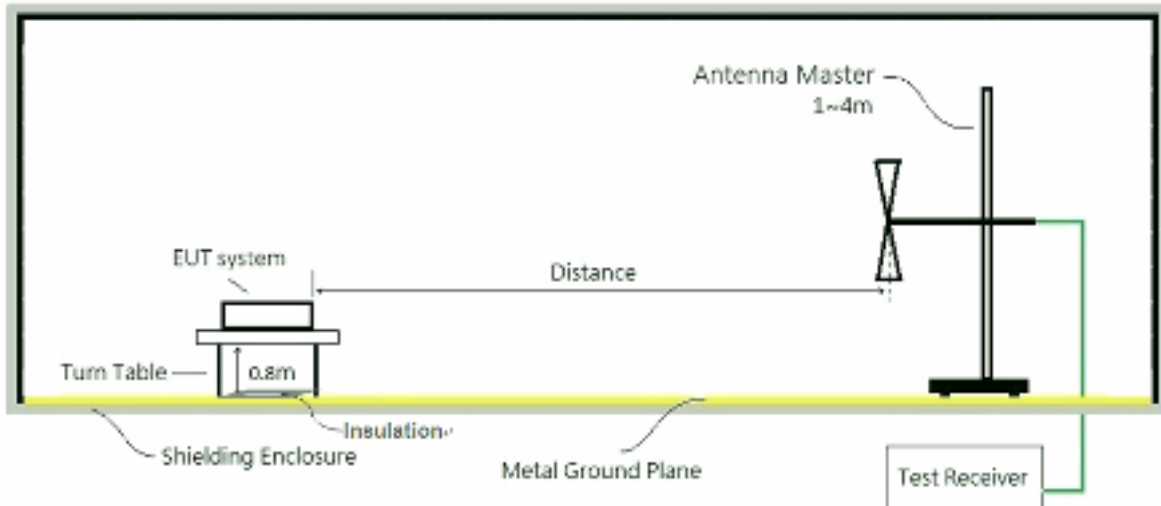 Antenna Master
1~4m
EUT system
Distance
Turn Table
0.8m
Insulation
Shielding Enclosure
Metal Ground Plane
Test Receiver